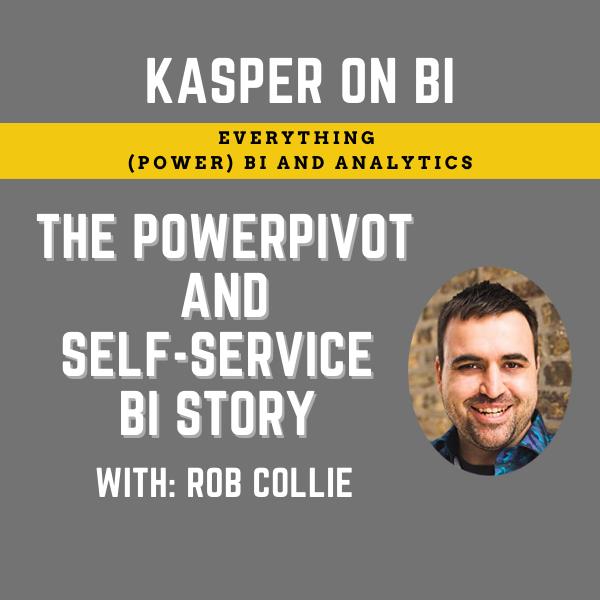 KASPER ON BI
EVERYTHING
(POWER) BI AND ANALYTICS
THE POWERPIVOT
AND
SELF-SERVICE
BI STORY
WITH: ROB COLLIE